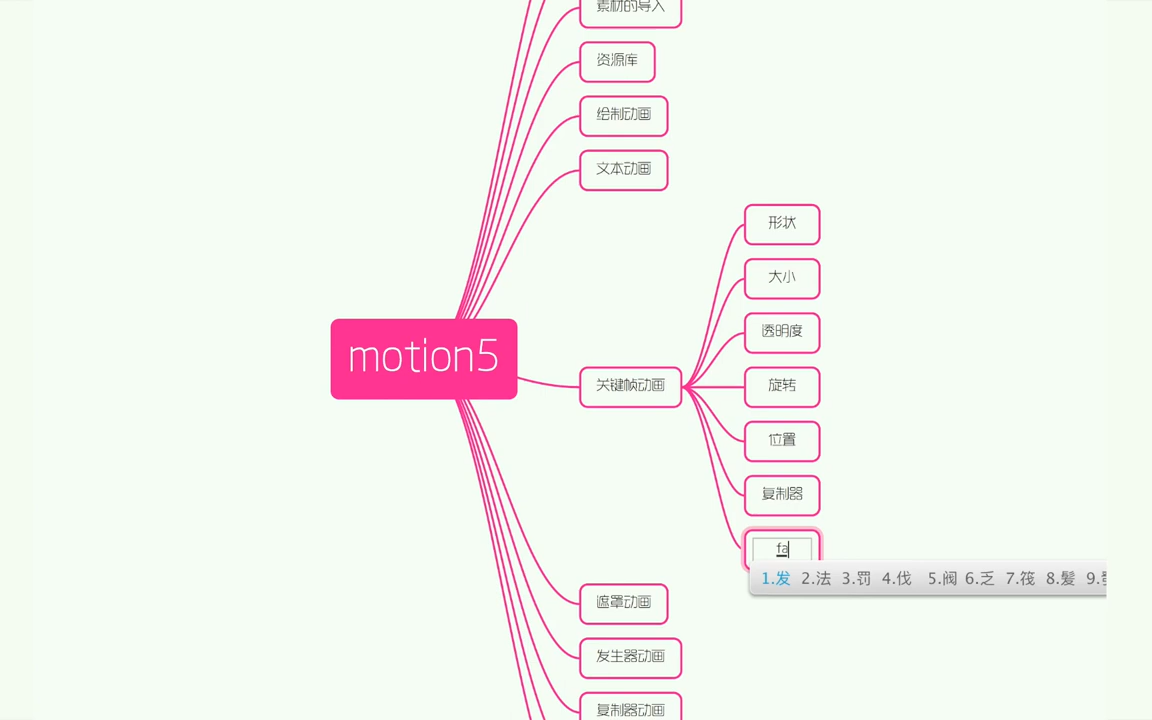 素材的导入
资源库
绘制动画
文本动画
motion5
关键帧动画
形状
大小
透明度
旋转
位置
复制器
fa
1.发 2.法 3.罚 4.伐 5.阀 6.乏 7.筏 8.髪 9.
遮罩动画
发生器动画
复制器动画